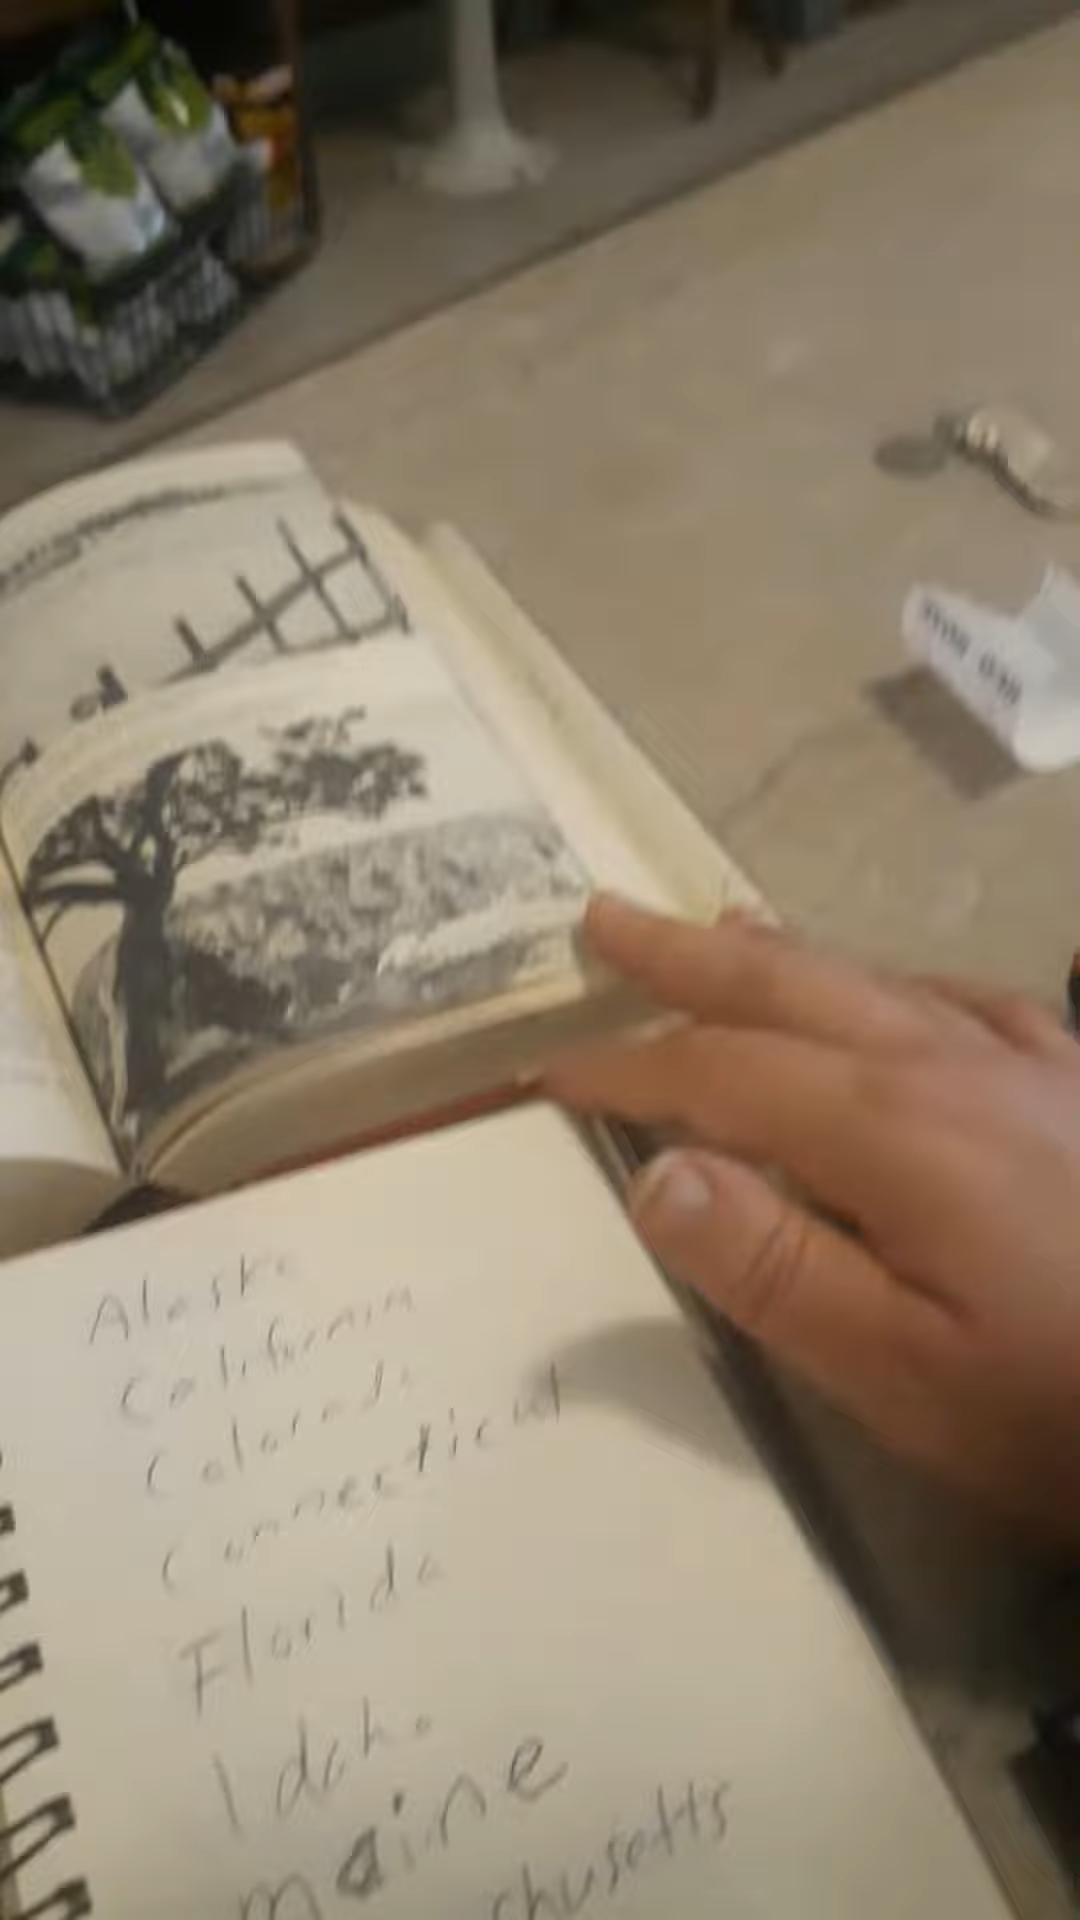 Alaska
California
Colorado
Connecticut
Florida
Idaho
maine
chusetts